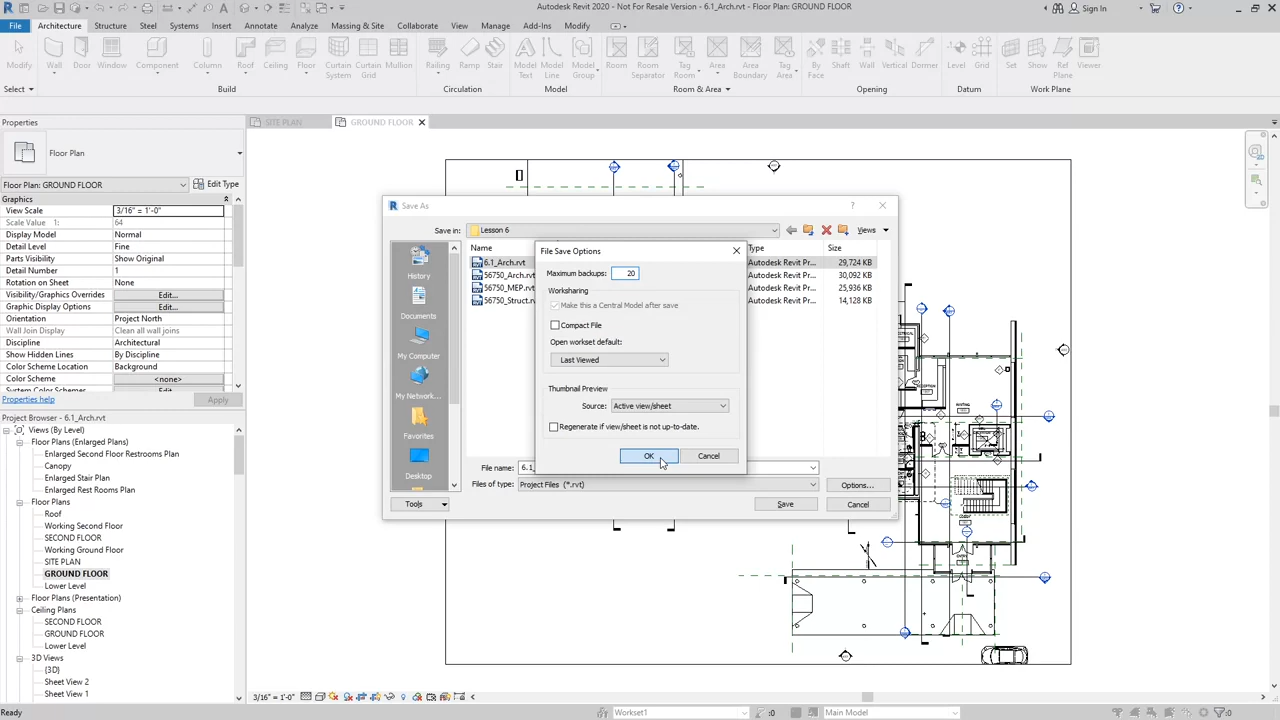 Autodesk Revit 2020 - Not For Resale Version - 6.1_Arch.rvt - Floor Plan: GROUND FLOOR
Sign In
File Architecture Structure Steel Systems Insert Annotate Analyze Massing & Site Collaborate View Manage Add-Ins Modify
Modify Wall Door Window Component Column Roof Ceiling Floor Curtain System Curtain Grid Mullion Railing Ramp Stair Model Text Model Line Model Group Room Room Separator Tag Room Area Area Boundary Tag Area By Face Shaft Wall Vertical Dormer Level Grid Set Show Ref Plane Viewer
Select Build Circulation Model Room & Area Opening Datum Work Plane
Properties
SITE PLAN GROUND FLOOR
Floor Plan
Floor Plan: GROUND FLOOR Edit Type
Graphics
View Scale 3/16" = 1'-0"
Scale Value 1: 64
Display Model Normal
Detail Level Fine
Parts Visibility Show Original
Detail Number 1
Rotation on Sheet None
Visibility/Graphics Overrides Edit...
Graphic Display Options Edit...
Orientation Project North
Wall Join Display Clean all wall joins
Discipline Architectural
Show Hidden Lines By Discipline
Color Scheme Location Background
Color Scheme <none>
System Color Schemes Edit...
Properties help Apply
Project Browser - 6.1_Arch.rvt
Views (By Level)
Floor Plans (Enlarged Plans)
Enlarged Second Floor Restrooms Plan
Canopy
Enlarged Stair Plan
Enlarged Rest Rooms Plan
Floor Plans
Roof
Working Second Floor
SECOND FLOOR
Working Ground Floor
SITE PLAN
GROUND FLOOR
Lower Level
Floor Plans (Presentation)
Ceiling Plans
SECOND FLOOR
GROUND FLOOR
Lower Level
3D Views
{3D}
Sheet View 2
Sheet View 1
Save As
Save in: Lesson 6 Views
Name Type Size
6.1_Arch.rvt Autodesk Revit Pr... 29,724 KB
56750_Arch.rvt Autodesk Revit Pr... 30,092 KB
56750_MEP.rvt Autodesk Revit Pr... 25,936 KB
56750_Struct.rvt Autodesk Revit Pr... 14,128 KB
History
Documents
My Computer
My Network...
Favorites
Desktop
File name: 6.1_
Files of type: Project Files (*.rvt) Options...
Tools Save Cancel
File Save Options
Maximum backups: 20
Worksharing
Make this a Central Model after save
Compact File
Open workset default:
Last Viewed
Thumbnail Preview
Source: Active view/sheet
Regenerate if view/sheet is not up-to-date.
OK Cancel
3/16" = 1'-0"
Ready Workset1 :0 Main Model :0